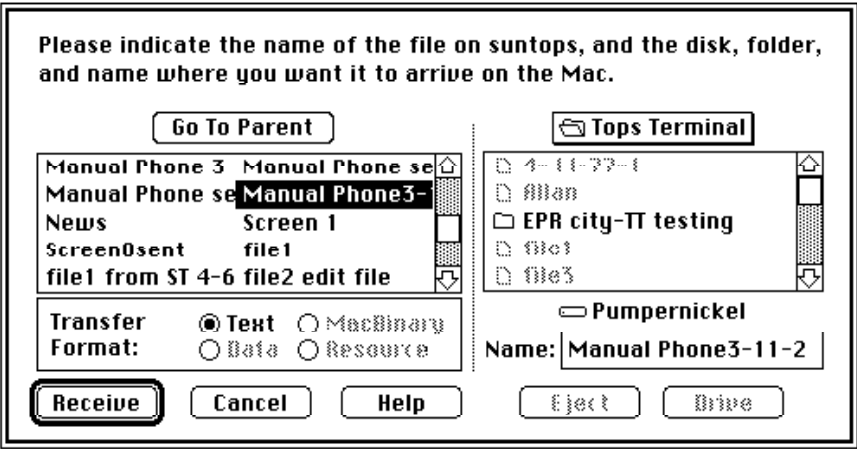 Please indicate the name of the file on suntops, and the disk, folder,
and name where you want it to arrive on the Mac.
Go To Parent
Manual Phone 3 Manual Phone se
Manual Phone se Manual Phone3-1
News Screen 1
Screen0sent file1
file1 from ST 4-6 file2 edit file
Transfer
Format:
Text MacBinary
Data Resource
Tops Terminal
Allan
EPR city-TT testing
file1
file3
Pumpernickel
Name: Manual Phone3-11-2
Receive Cancel Help Eject Drive